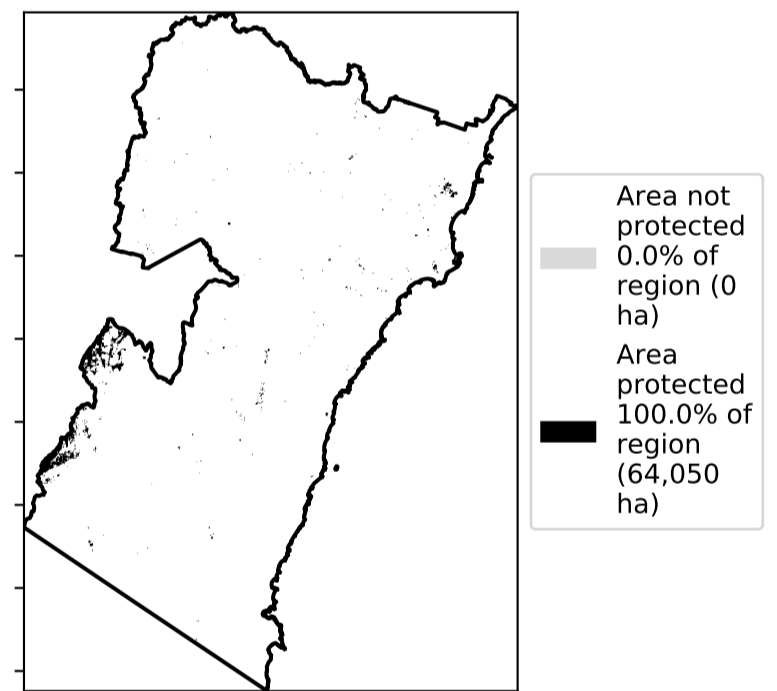 Area not
protected
0.0% of
region (0
ha)
Area
protected
100.0% of
region
(64,050
ha)